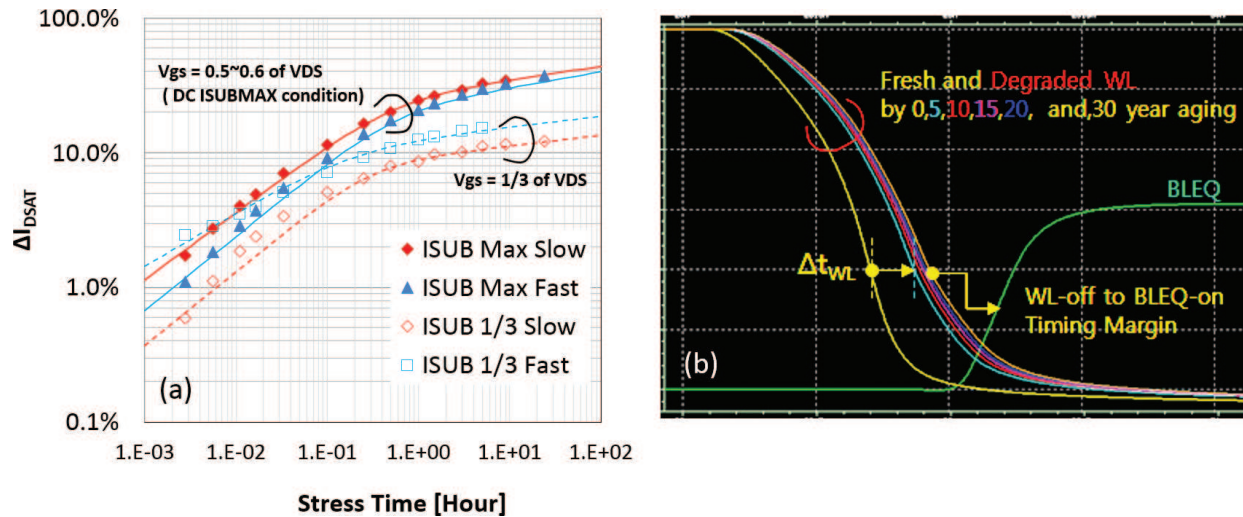 100.0%
10.0%
1.0%
0.1%
ΔI_DSAT
Vgs = 0.5~0.6 of VDS
( DC ISUBMAX condition)
Vgs = 1/3 of VDS
ISUB Max Slow
ISUB Max Fast
ISUB 1/3 Slow
ISUB 1/3 Fast
(a)
1.E-03 1.E-02 1.E-01 1.E+00 1.E+01 1.E+02
Stress Time [Hour]
Fresh and Degraded WL
by 0,5,10,15,20, and,30 year aging
BLEQ
Δt_WL
WL-off to BLEQ-on
Timing Margin
(b)